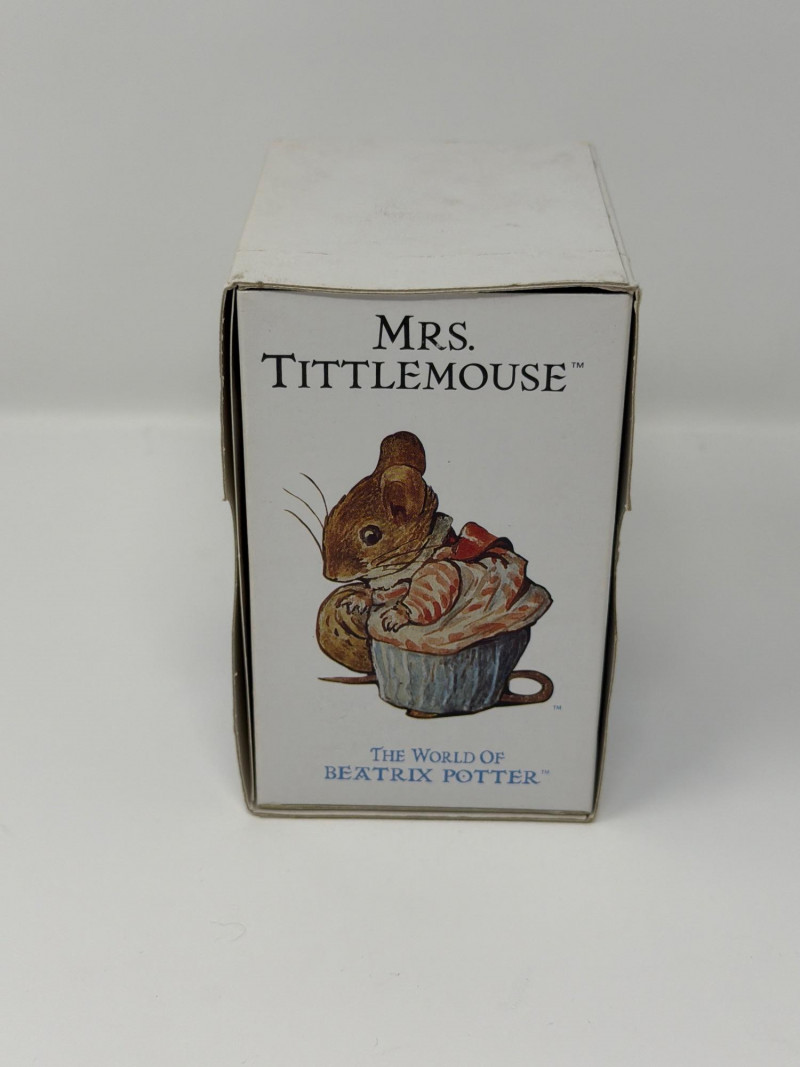 MRS.
TITTLEMOUSE™
™
THE WORLD OF
BEATRIX POTTER™